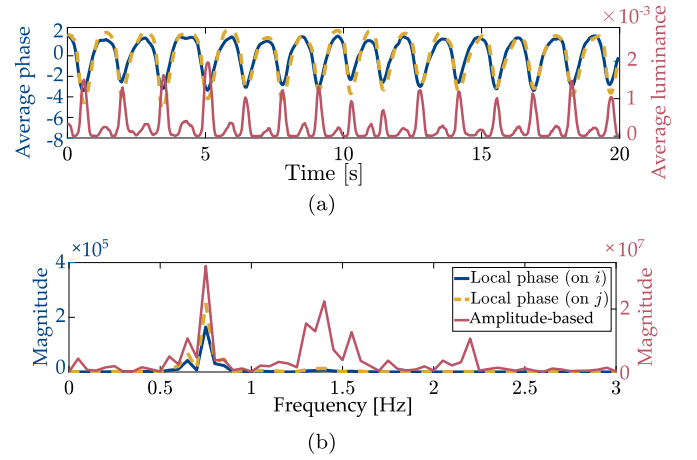 ×10⁻³
Average phase
2
0
-2
-4
-6
-8
2
1
0
Average luminance
0
5
10
15
20
Time [s]
(a)
×10⁵
×10⁷
Magnitude
4
2
0
2
0
Magnitude
Local phase (on i)
Local phase (on j)
Amplitude-based
0
0.5
1
1.5
2
2.5
3
Frequency [Hz]
(b)